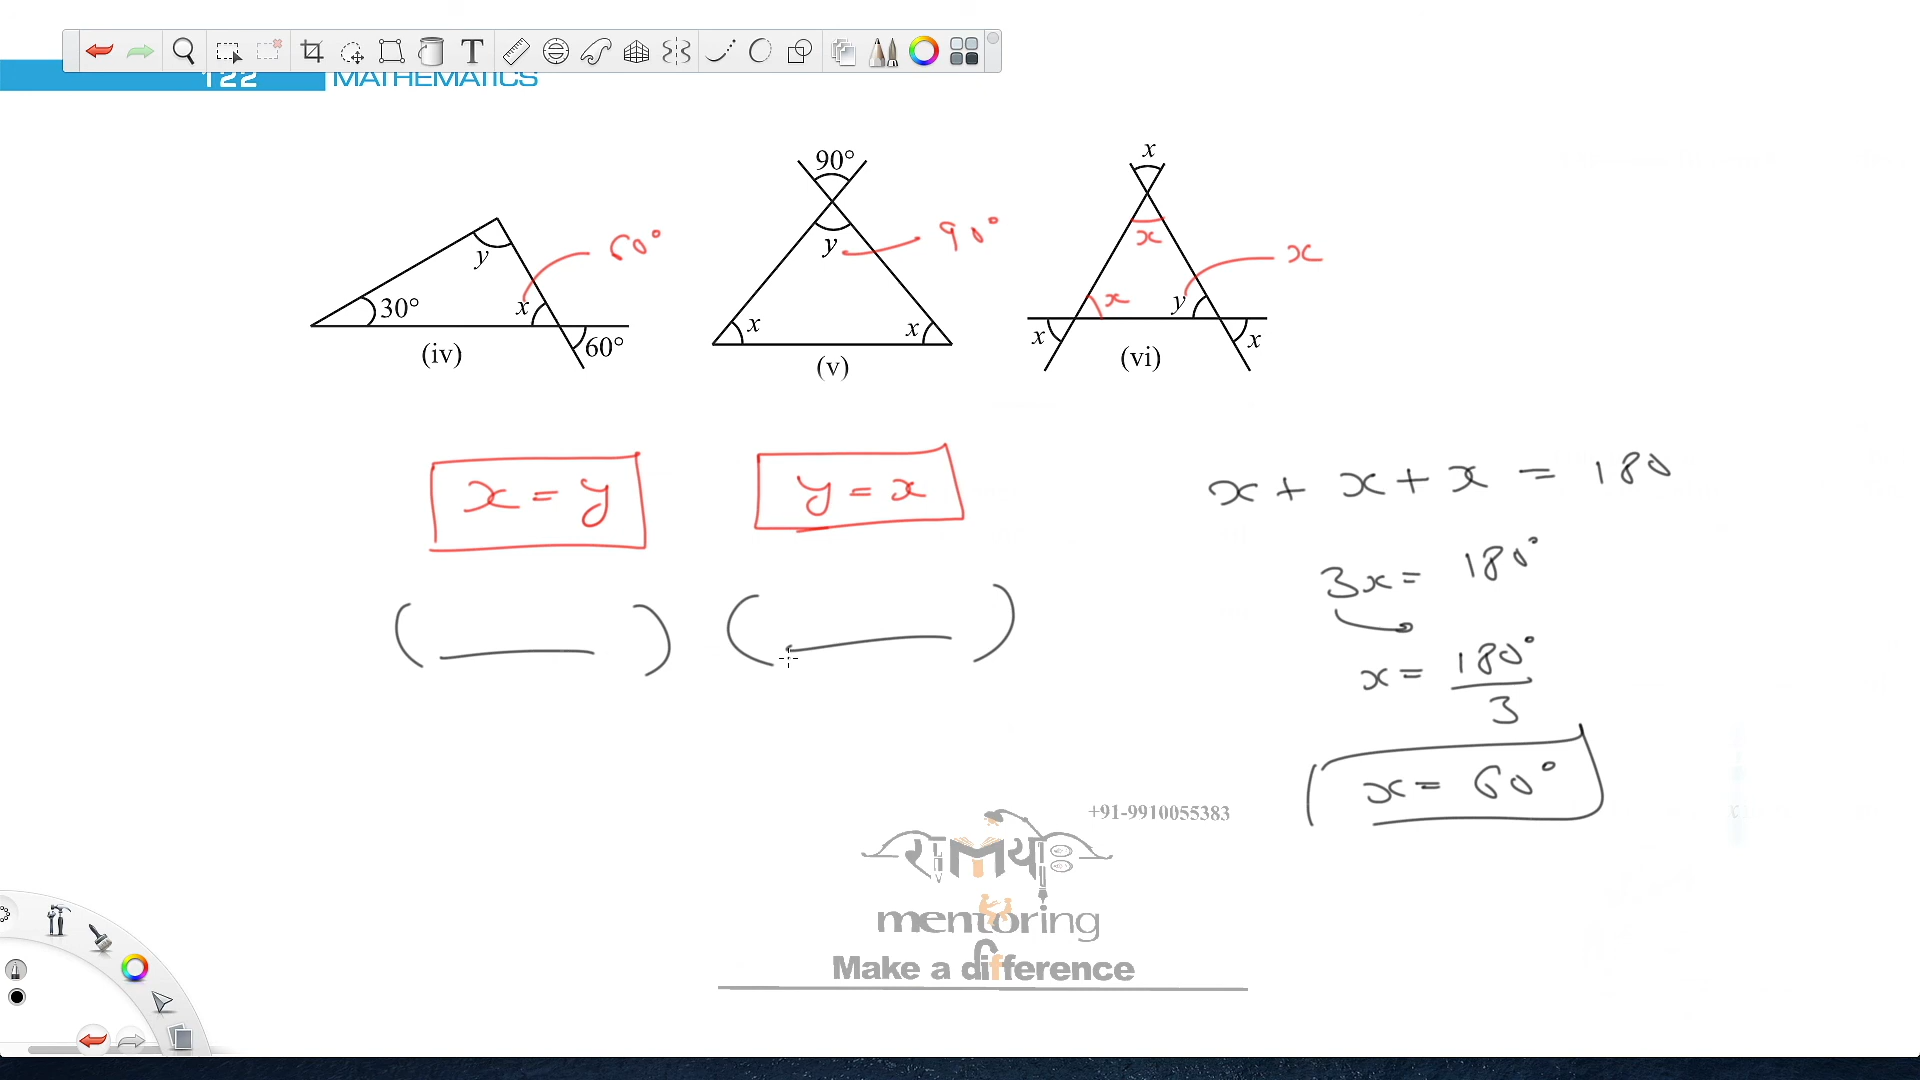 122 MATHEMATICS
90° x
60° 90° x
y y x
30° x x x x y
x x
(iv) 60° (v) (vi)
x = y y = x
x + x + x = 180
3x = 180°
x = 180°
3
x = 60°
+91-9910055383
रामया
mentoring
Make a difference